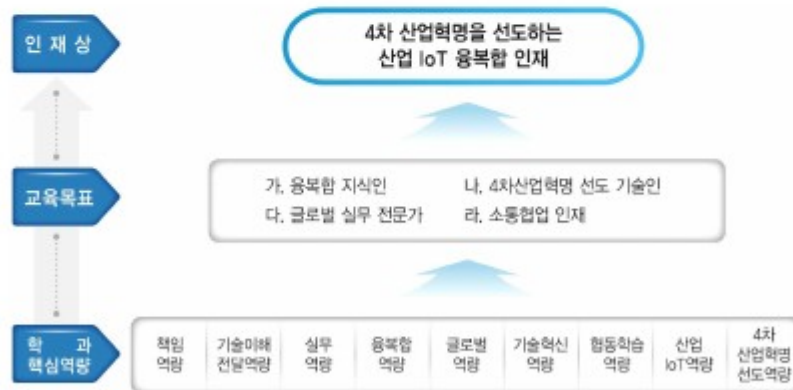 인 재 상
4차 산업혁명을 선도하는
산업 IoT 융복합 인재
교육목표
가. 융복합 지식인
나. 4차산업혁명 선도 기술인
다. 글로벌 실무 전문가
라. 소통협업 인재
학 과
핵심역량
책임
역량
기술이해
전달역량
실무
역량
융복합
역량
글로벌
역량
기술혁신
역량
협동학습
역량
산업
IoT역량
4차
산업혁명
선도역량